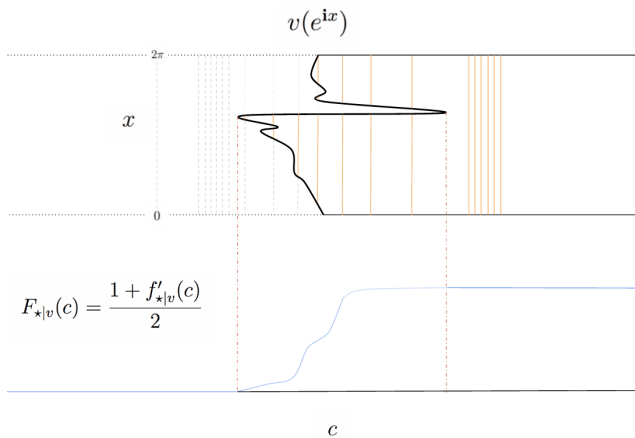 v(e^{ix})
2π
x
0
F_{⋆|v}(c) = \frac{1 + f'_{⋆|v}(c)}{2}
c